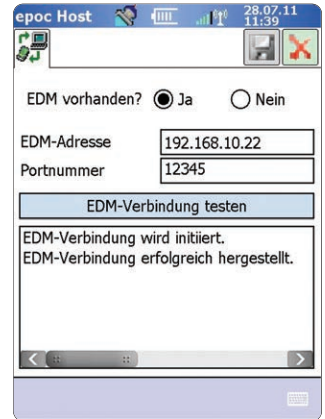 epoc Host 28.07.11
11:39
EDM vorhanden? Ja Nein
EDM-Adresse 192.168.10.22
Portnummer 12345
EDM-Verbindung testen
EDM-Verbindung wird initiiert.
EDM-Verbindung erfolgreich hergestellt.